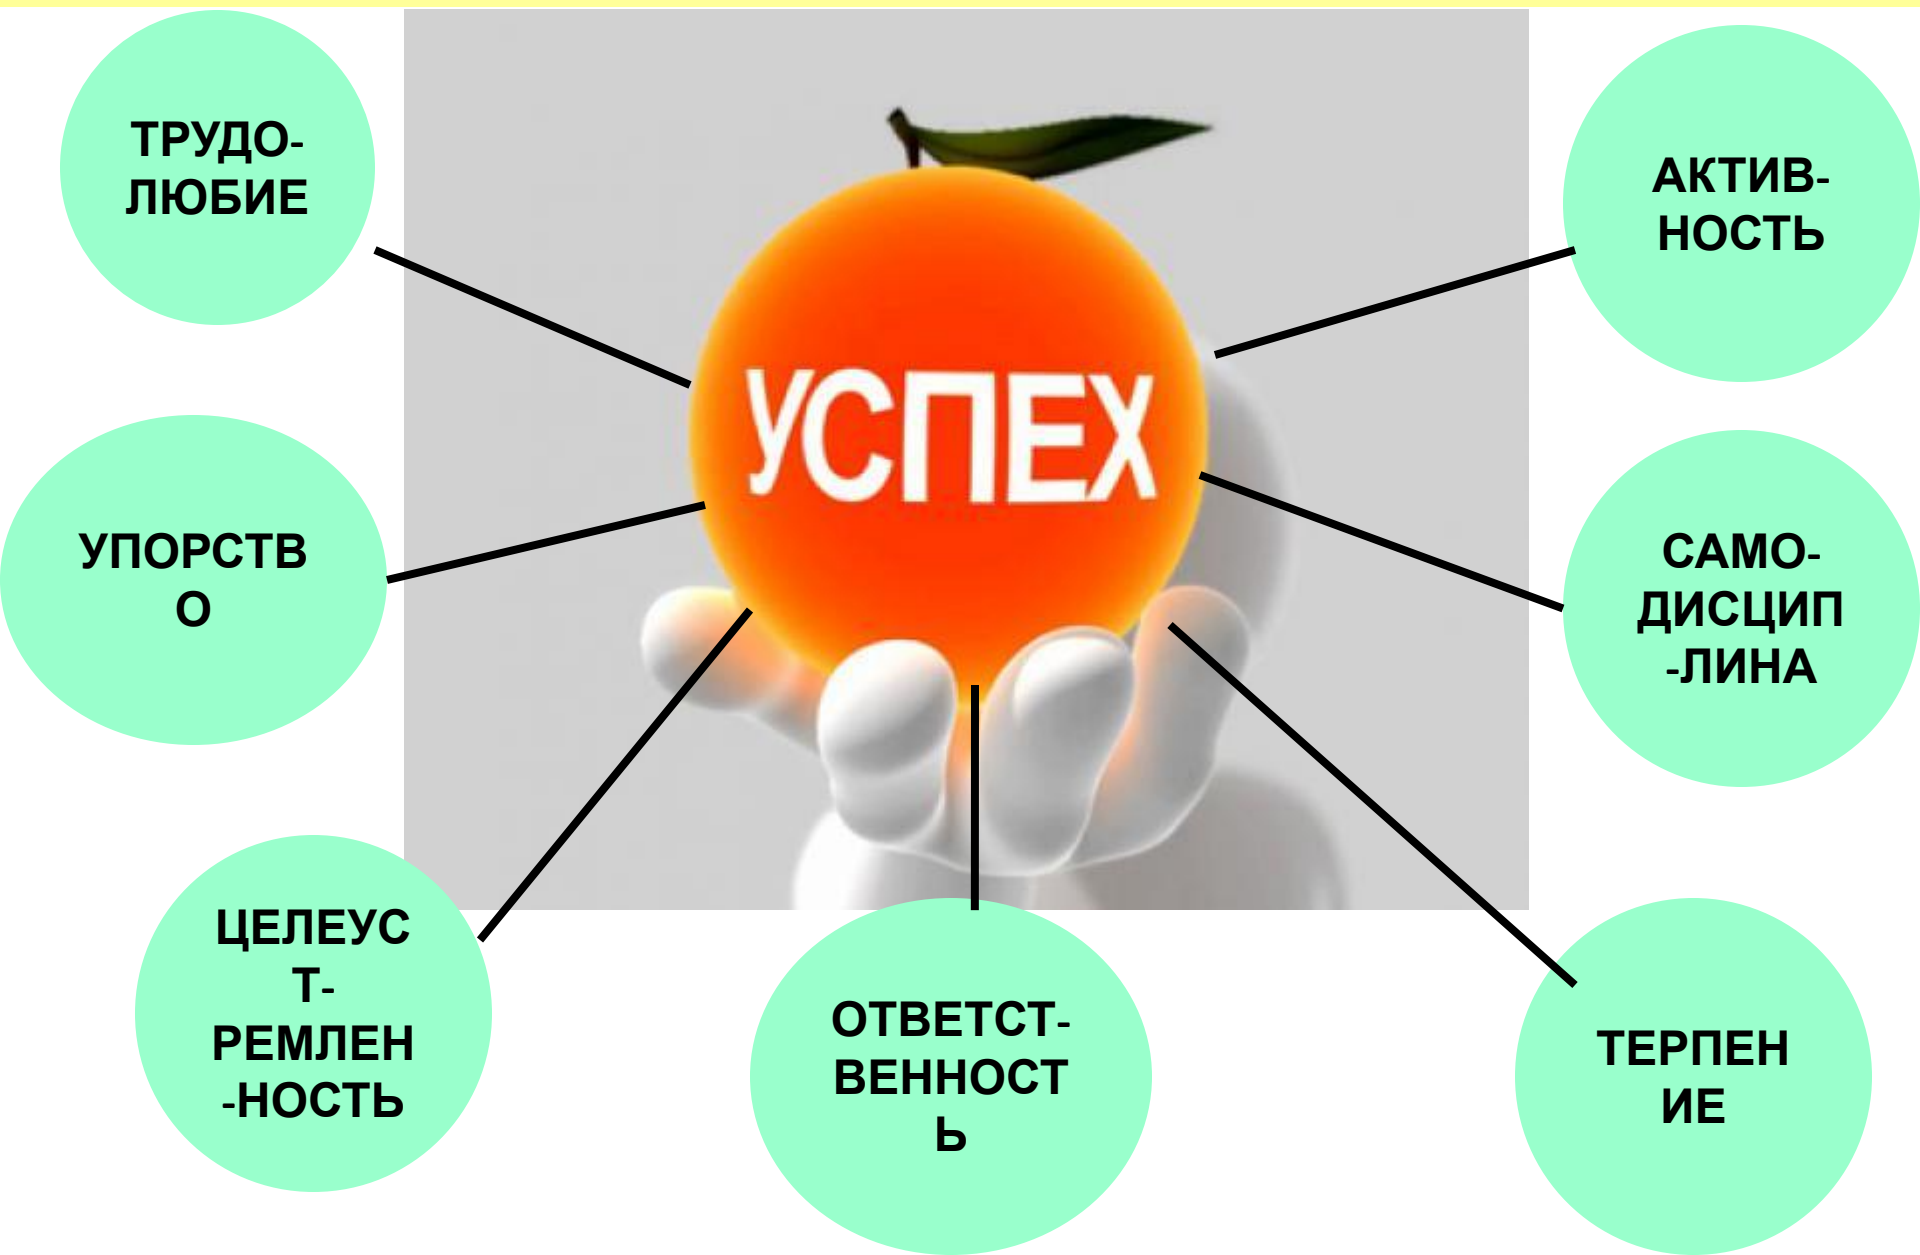 ТРУДО-
ЛЮБИЕ
АКТИВ-
НОСТЬ
УСПЕХ
УПОРСТВ
О
САМО-
ДИСЦИП
-ЛИНА
ЦЕЛЕУС
Т-
РЕМЛЕН
-НОСТЬ
ОТВЕТСТ-
ВЕННОСТ
Ь
ТЕРПЕН
ИЕ